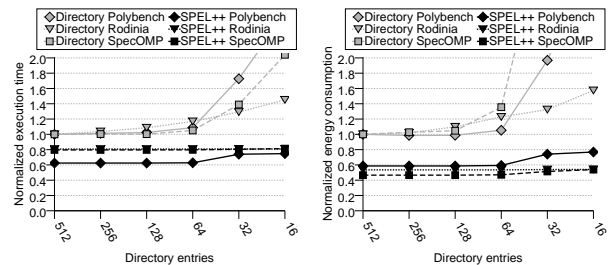 Directory Polybench SPEL++ Polybench
Directory Rodinia SPEL++ Rodinia
Directory SpecOMP SPEL++ SpecOMP
Normalized execution time
2.0
1.8
1.6
1.4
1.2
1.0
0.8
0.6
0.4
0.2
0.0
512 256 128 64 32 16
Directory entries
Directory Polybench SPEL++ Polybench
Directory Rodinia SPEL++ Rodinia
Directory SpecOMP SPEL++ SpecOMP
Normalized energy consumption
2.0
1.8
1.6
1.4
1.2
1.0
0.8
0.6
0.4
0.2
0.0
512 256 128 64 32 16
Directory entries